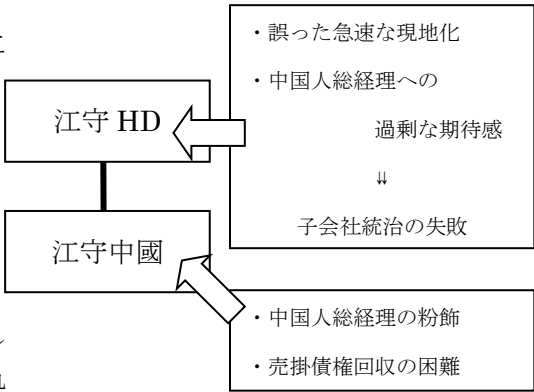 ・誤った急速な現地化
・中国人総経理への
過剰な期待感
⇓
子会社統治の失敗
江守 HD
江守中國
・中国人総経理の粉飾
・売掛債権回収の困難